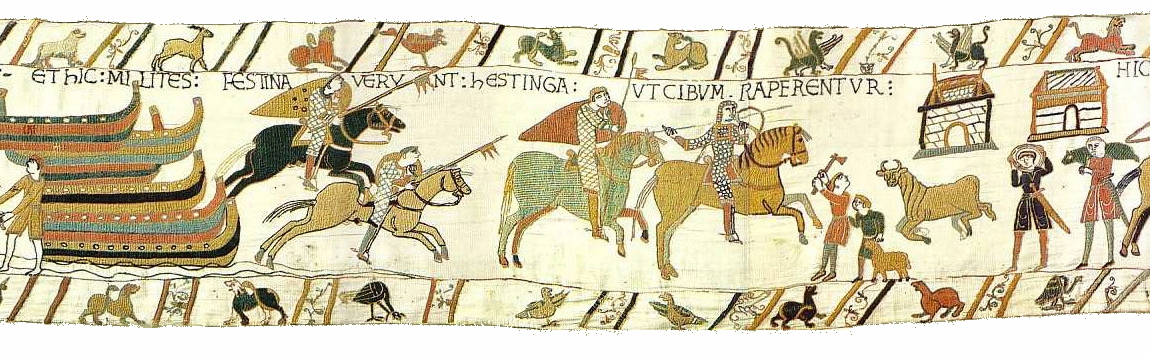 - ET hIC: MILITES: FESTINA VERV NT: hESTINGA: VT CIBVM. RAPERENTVR: HIC